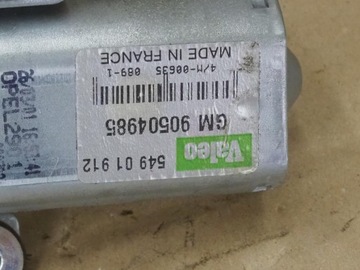 Valeo
549 01 912
GM 90504985
4/M-00635 089-1
MADE IN FRANCE
OPEL